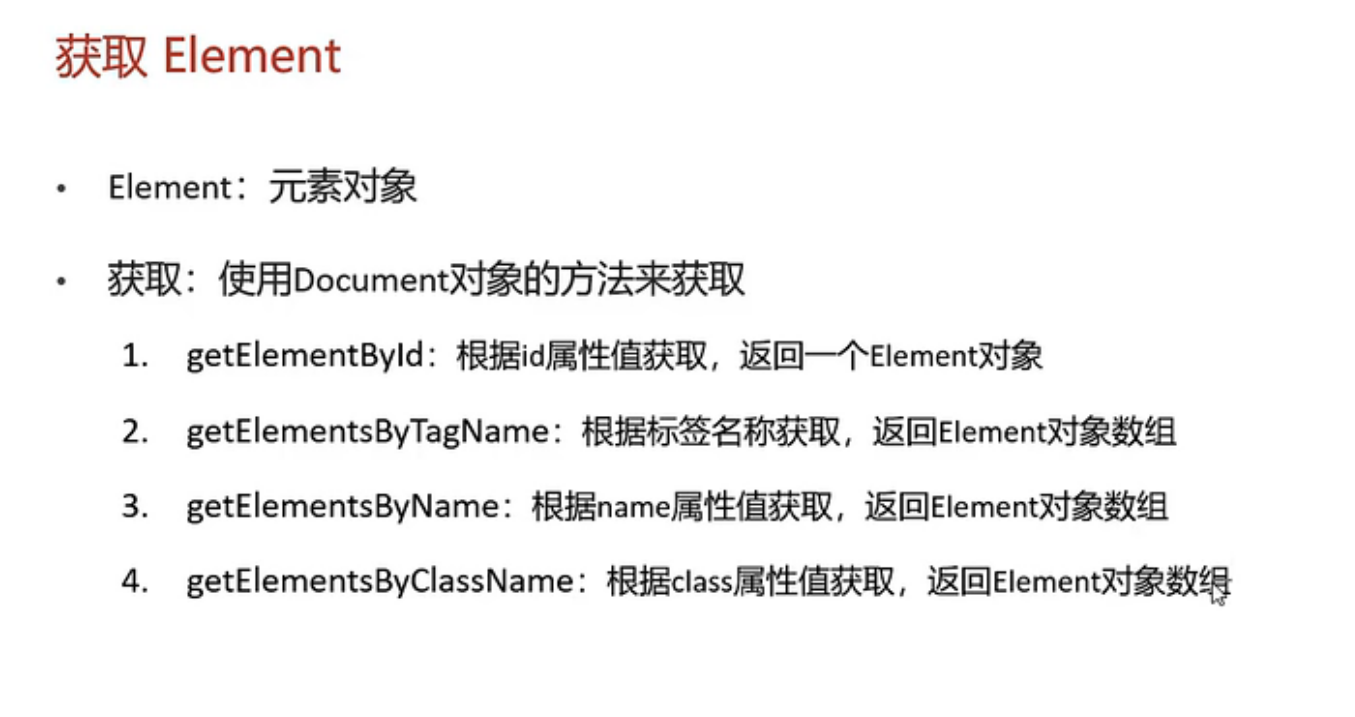 获取 Element
• Element：元素对象
• 获取：使用Document对象的方法来获取
1. getElementById：根据id属性值获取，返回一个Element对象
2. getElementsByTagName：根据标签名称获取，返回Element对象数组
3. getElementsByName：根据name属性值获取，返回Element对象数组
4. getElementsByClassName：根据class属性值获取，返回Element对象数组